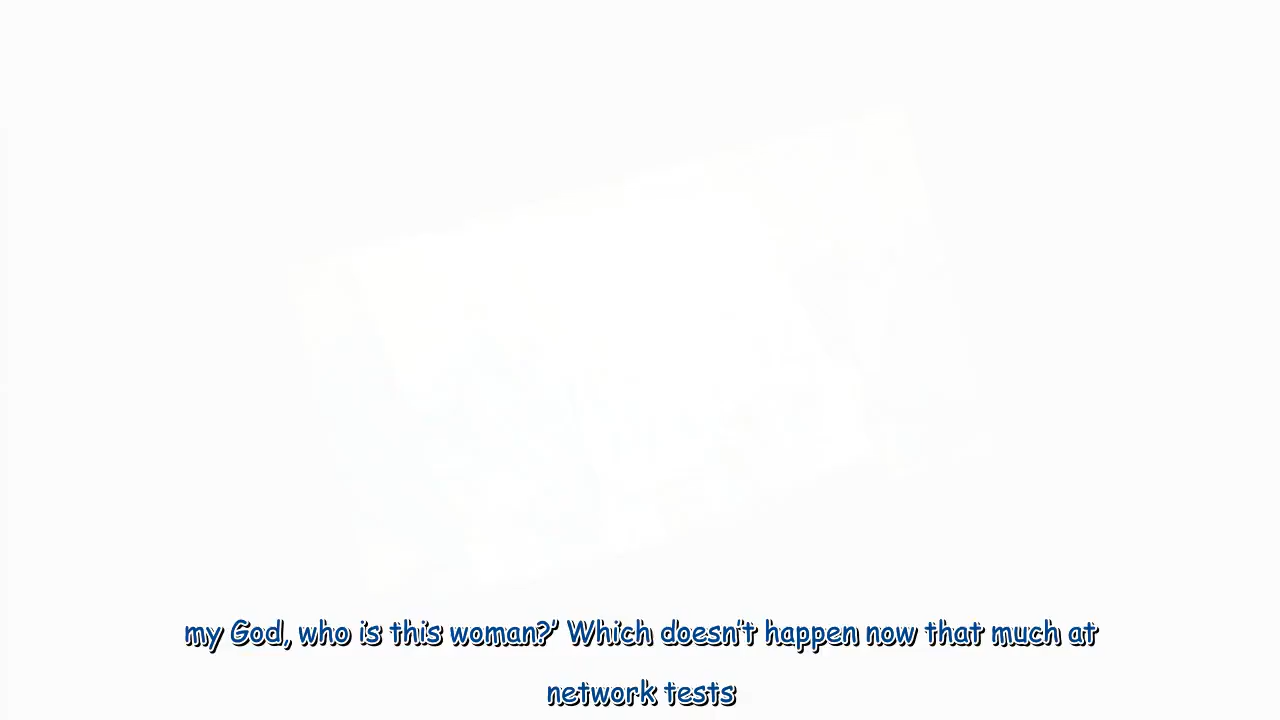 my God, who is this woman?’ Which doesn’t happen now that much at
network tests